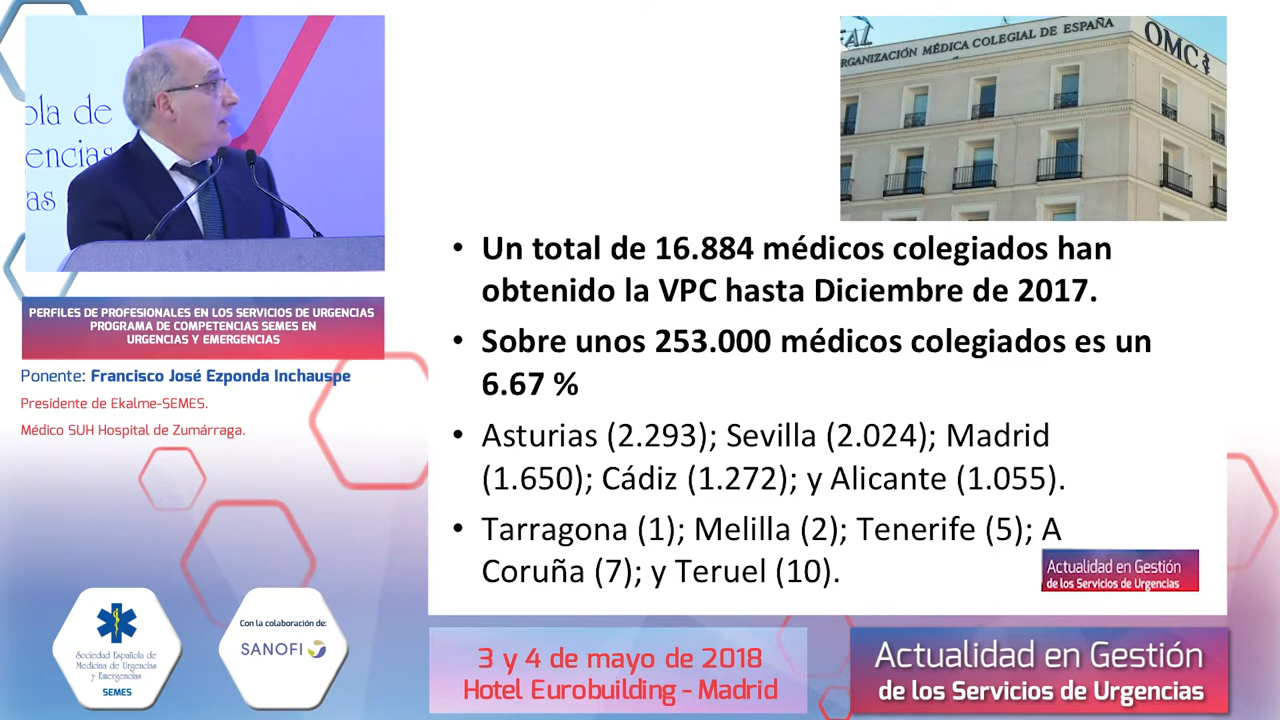 ola de
gencias
as
PERFILES DE PROFESIONALES EN LOS SERVICIOS DE URGENCIAS
PROGRAMA DE COMPETENCIAS SEMES EN
URGENCIAS Y EMERGENCIAS
Ponente: Francisco José Ezponda Inchauspe
Presidente de Ekalme-SEMES.
Médico SUH Hospital de Zumárraga.
Sociedad Española de
Medicina de Urgencias
y Emergencias
SEMES
Con la colaboración de:
SANOFI
EAL
RGANIZACIÓN MÉDICA COLEGIAL DE ESPAÑA
OMC
• Un total de 16.884 médicos colegiados han
obtenido la VPC hasta Diciembre de 2017.
• Sobre unos 253.000 médicos colegiados es un
6.67 %
• Asturias (2.293); Sevilla (2.024); Madrid
(1.650); Cádiz (1.272); y Alicante (1.055).
• Tarragona (1); Melilla (2); Tenerife (5); A
Coruña (7); y Teruel (10).
Actualidad en Gestión
de los Servicios de Urgencias
3 y 4 de mayo de 2018
Hotel Eurobuilding - Madrid
Actualidad en Gestión
de los Servicios de Urgencias